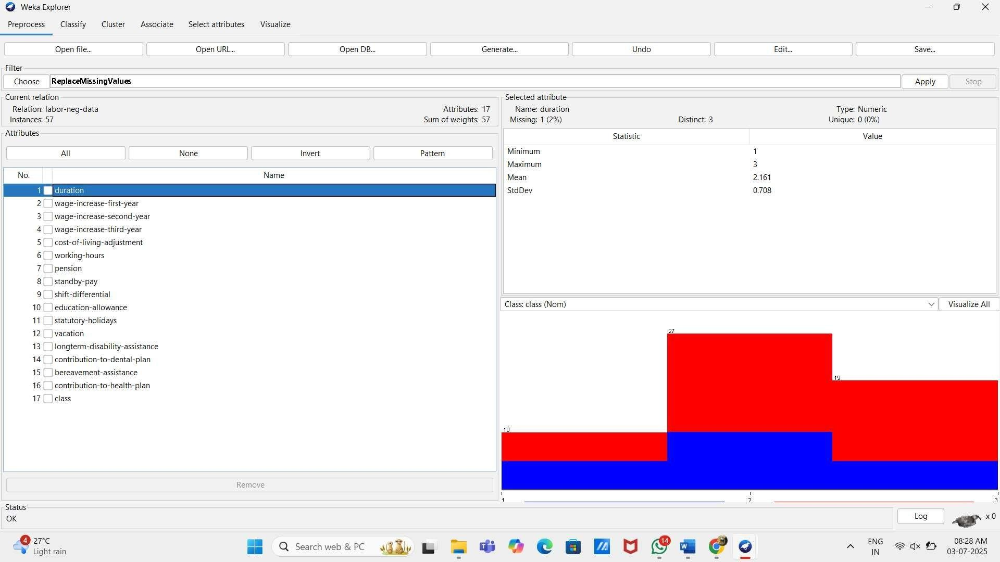 Weka Explorer
Preprocess Classify Cluster Associate Select attributes Visualize
Open file... Open URL... Open DB... Generate... Undo Edit... Save...
Filter
Choose ReplaceMissingValues Apply Stop
Current relation
Relation: labor-neg-data Attributes: 17
Instances: 57 Sum of weights: 57
Attributes
All None Invert Pattern
No. Name
1 duration
2 wage-increase-first-year
3 wage-increase-second-year
4 wage-increase-third-year
5 cost-of-living-adjustment
6 working-hours
7 pension
8 standby-pay
9 shift-differential
10 education-allowance
11 statutory-holidays
12 vacation
13 longterm-disability-assistance
14 contribution-to-dental-plan
15 bereavement-assistance
16 contribution-to-health-plan
17 class
Remove
Selected attribute
Name: duration Type: Numeric
Missing: 1 (2%) Distinct: 3 Unique: 0 (0%)
Statistic Value
Minimum 1
Maximum 3
Mean 2.161
StdDev 0.708
Class: class (Nom) Visualize All
27
19
10
1 2 3
Status
OK
Log x 0
4
27°C
Light rain
Search web & PC
14
ENG
IN
08:28 AM
03-07-2025